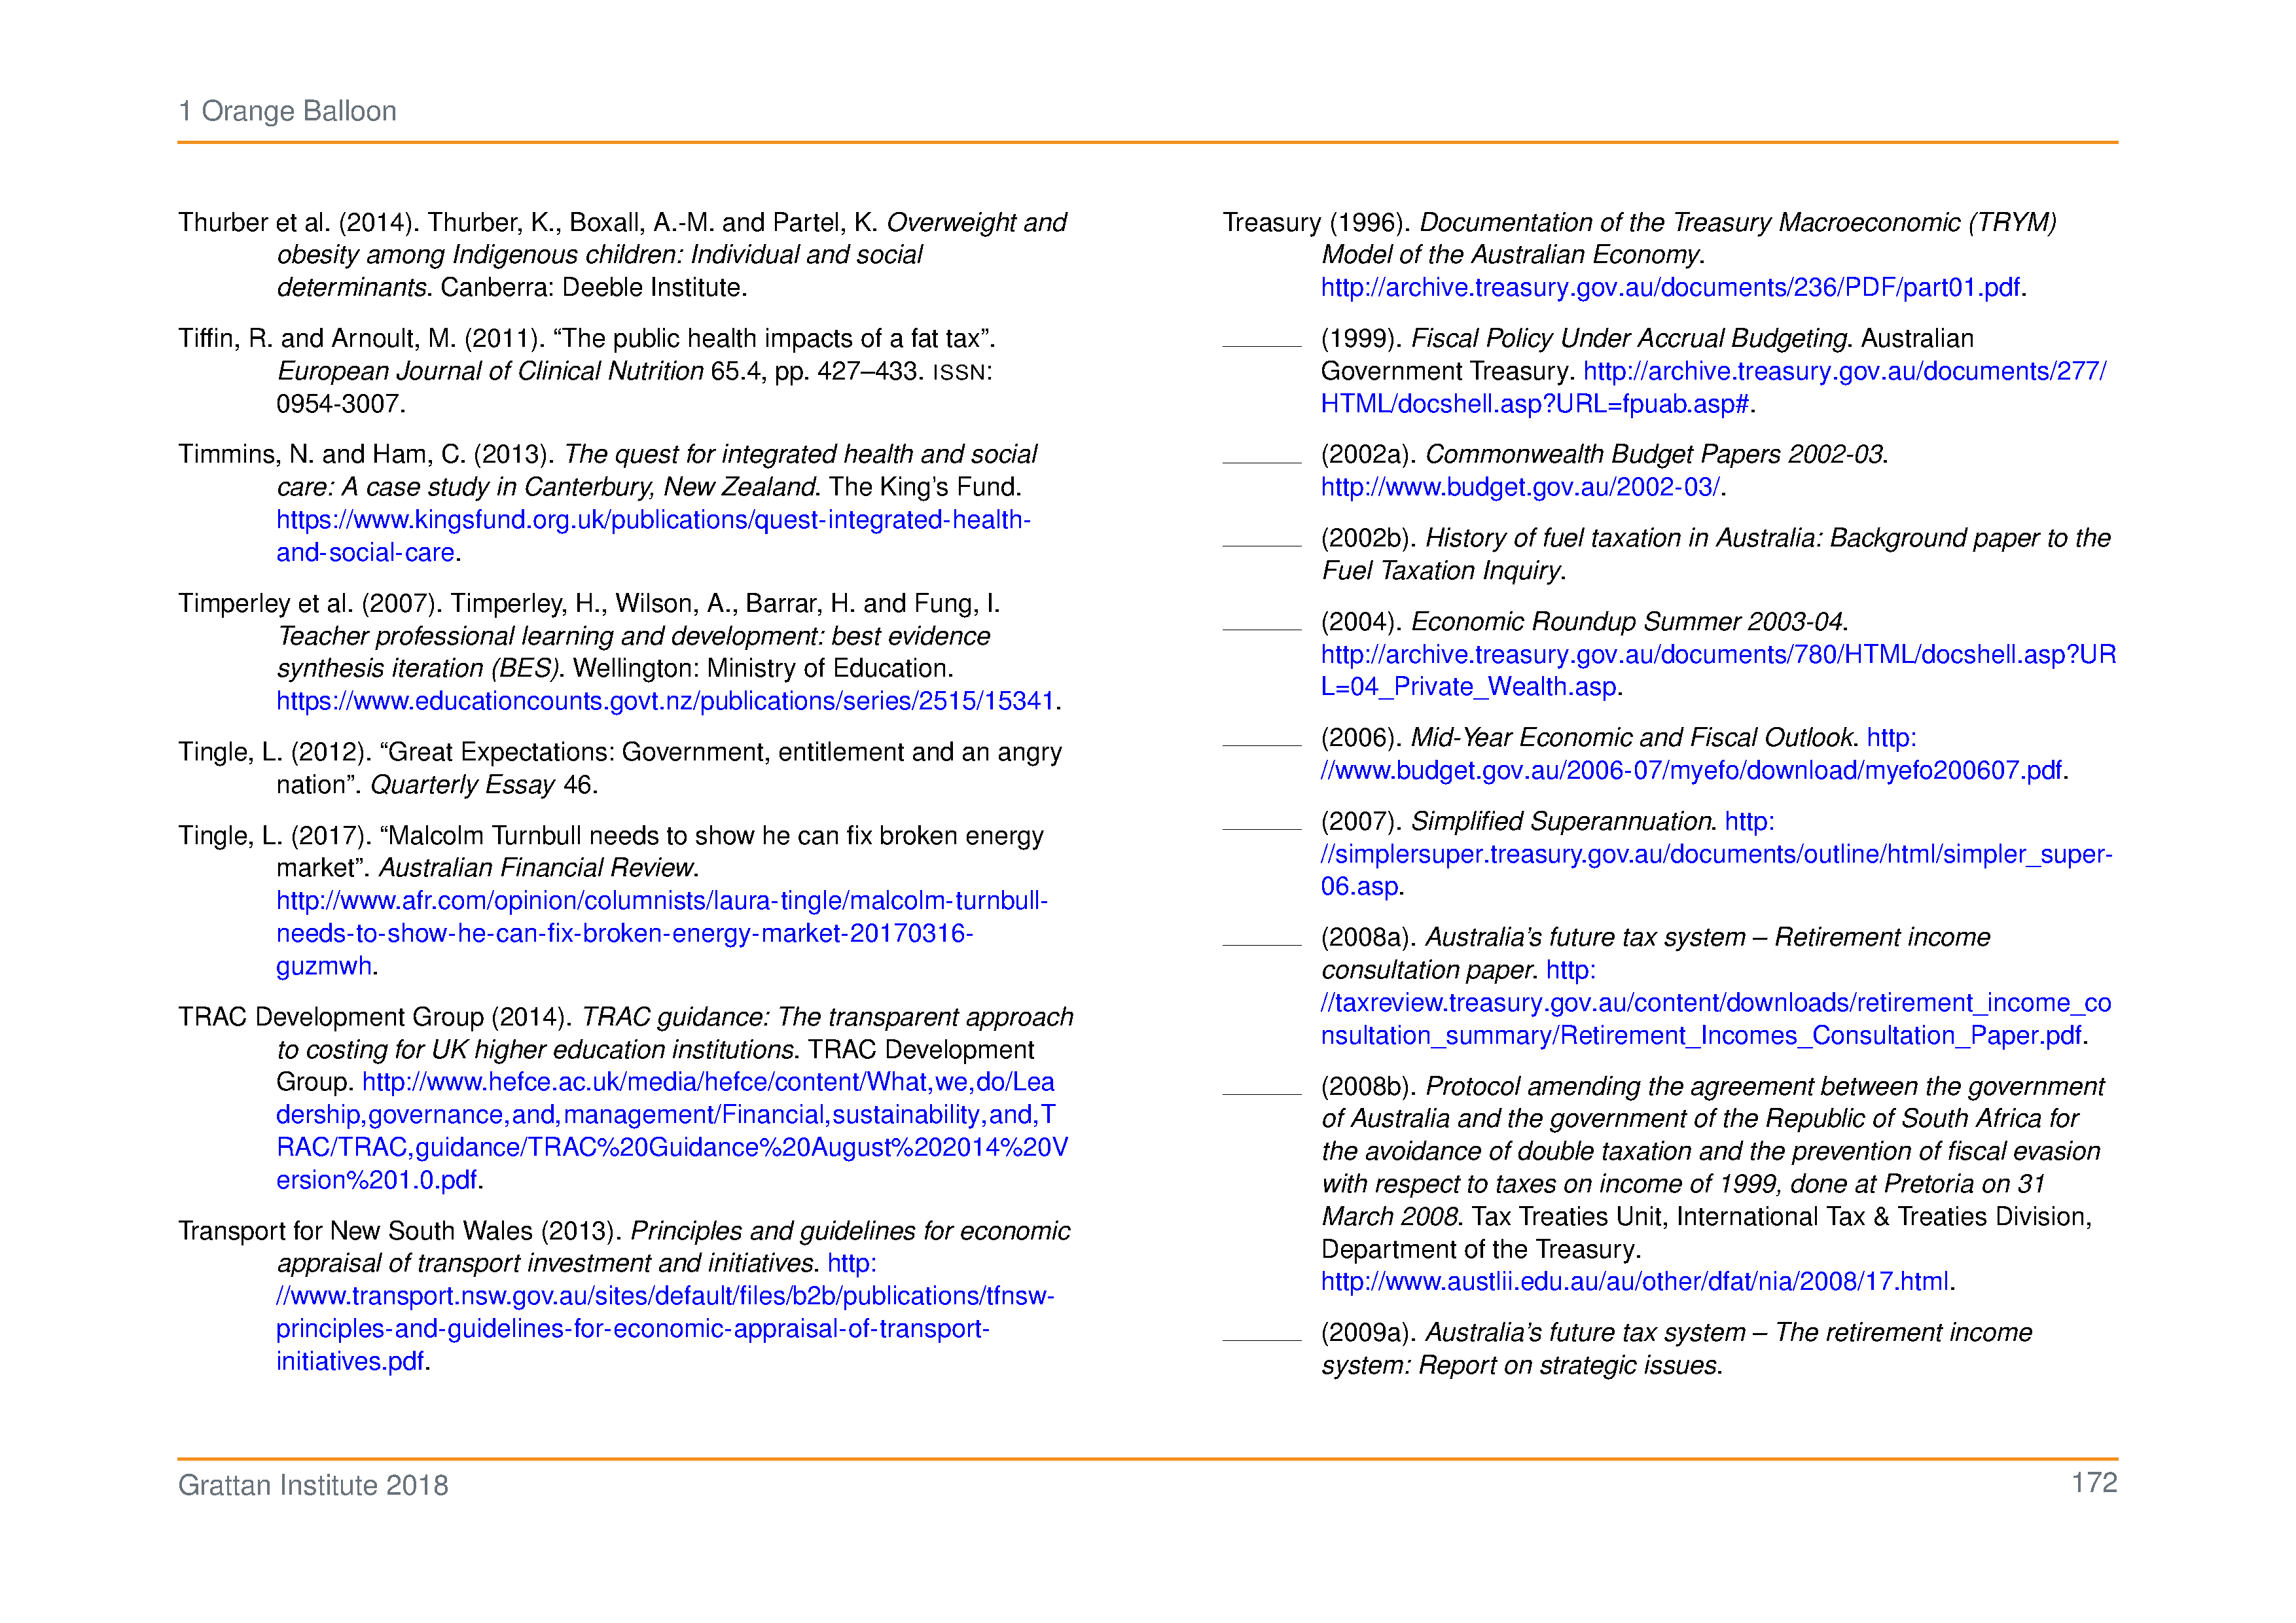 1 Orange Balloon
Thurber et al. (2014). Thurber, K., Boxall, A.-M. and Partel, K. Overweight and
obesity among Indigenous children: Individual and social
determinants. Canberra: Deeble Institute.
Tiffin, R. and Arnoult, M. (2011). “The public health impacts of a fat tax”.
European Journal of Clinical Nutrition 65.4, pp. 427–433. ISSN:
0954-3007.
Timmins, N. and Ham, C. (2013). The quest for integrated health and social
care: A case study in Canterbury, New Zealand. The King’s Fund.
https://www.kingsfund.org.uk/publications/quest-integrated-health-
and-social-care.
Timperley et al. (2007). Timperley, H., Wilson, A., Barrar, H. and Fung, I.
Teacher professional learning and development: best evidence
synthesis iteration (BES). Wellington: Ministry of Education.
https://www.educationcounts.govt.nz/publications/series/2515/15341.
Tingle, L. (2012). “Great Expectations: Government, entitlement and an angry
nation”. Quarterly Essay 46.
Tingle, L. (2017). “Malcolm Turnbull needs to show he can fix broken energy
market”. Australian Financial Review.
http://www.afr.com/opinion/columnists/laura-tingle/malcolm-turnbull-
needs-to-show-he-can-fix-broken-energy-market-20170316-
guzmwh.
TRAC Development Group (2014). TRAC guidance: The transparent approach
to costing for UK higher education institutions. TRAC Development
Group. http://www.hefce.ac.uk/media/hefce/content/What,we,do/Lea
dership,governance,and,management/Financial,sustainability,and,T
RAC/TRAC,guidance/TRAC%20Guidance%20August%202014%20V
ersion%201.0.pdf.
Transport for New South Wales (2013). Principles and guidelines for economic
appraisal of transport investment and initiatives. http:
//www.transport.nsw.gov.au/sites/default/files/b2b/publications/tfnsw-
principles-and-guidelines-for-economic-appraisal-of-transport-
initiatives.pdf.
Treasury (1996). Documentation of the Treasury Macroeconomic (TRYM)
Model of the Australian Economy.
http://archive.treasury.gov.au/documents/236/PDF/part01.pdf.
(1999). Fiscal Policy Under Accrual Budgeting. Australian
Government Treasury. http://archive.treasury.gov.au/documents/277/
HTML/docshell.asp?URL=fpuab.asp#.
(2002a). Commonwealth Budget Papers 2002-03.
http://www.budget.gov.au/2002-03/.
(2002b). History of fuel taxation in Australia: Background paper to the
Fuel Taxation Inquiry.
(2004). Economic Roundup Summer 2003-04.
http://archive.treasury.gov.au/documents/780/HTML/docshell.asp?UR
L=04_Private_Wealth.asp.
(2006). Mid-Year Economic and Fiscal Outlook. http:
//www.budget.gov.au/2006-07/myefo/download/myefo200607.pdf.
(2007). Simplified Superannuation. http:
//simplersuper.treasury.gov.au/documents/outline/html/simpler_super-
06.asp.
(2008a). Australia’s future tax system – Retirement income
consultation paper. http:
//taxreview.treasury.gov.au/content/downloads/retirement_income_co
nsultation_summary/Retirement_Incomes_Consultation_Paper.pdf.
(2008b). Protocol amending the agreement between the government
of Australia and the government of the Republic of South Africa for
the avoidance of double taxation and the prevention of fiscal evasion
with respect to taxes on income of 1999, done at Pretoria on 31
March 2008. Tax Treaties Unit, International Tax & Treaties Division,
Department of the Treasury.
http://www.austlii.edu.au/au/other/dfat/nia/2008/17.html.
(2009a). Australia’s future tax system – The retirement income
system: Report on strategic issues.
Grattan Institute 2018
172